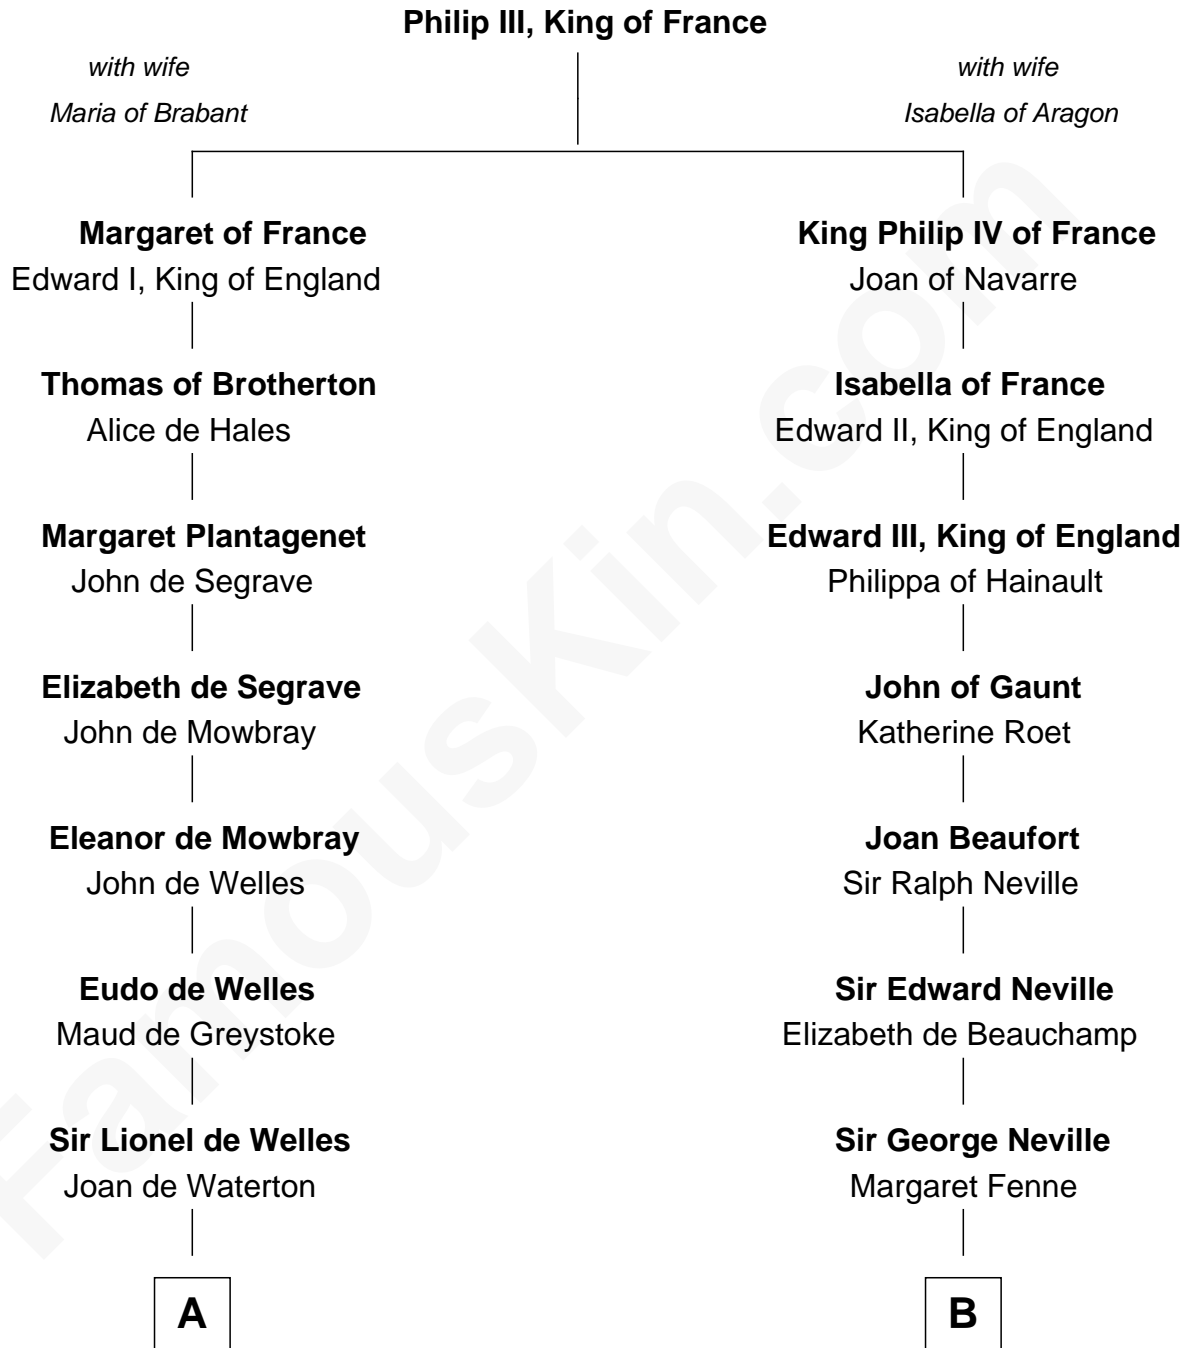 Philip III, King of France
with wife
Maria of Brabant
with wife
Isabella of Aragon
Margaret of France
Edward I, King of England
King Philip IV of France
Joan of Navarre
Thomas of Brotherton
Alice de Hales
Isabella of France
Edward II, King of England
Margaret Plantagenet
John de Segrave
Edward III, King of England
Philippa of Hainault
Elizabeth de Segrave
John de Mowbray
John of Gaunt
Katherine Roet
Eleanor de Mowbray
John de Welles
Joan Beaufort
Sir Ralph Neville
Eudo de Welles
Maud de Greystoke
Sir Edward Neville
Elizabeth de Beauchamp
Sir Lionel de Welles
Joan de Waterton
Sir George Neville
Margaret Fenne
A
B
FamousKin.com